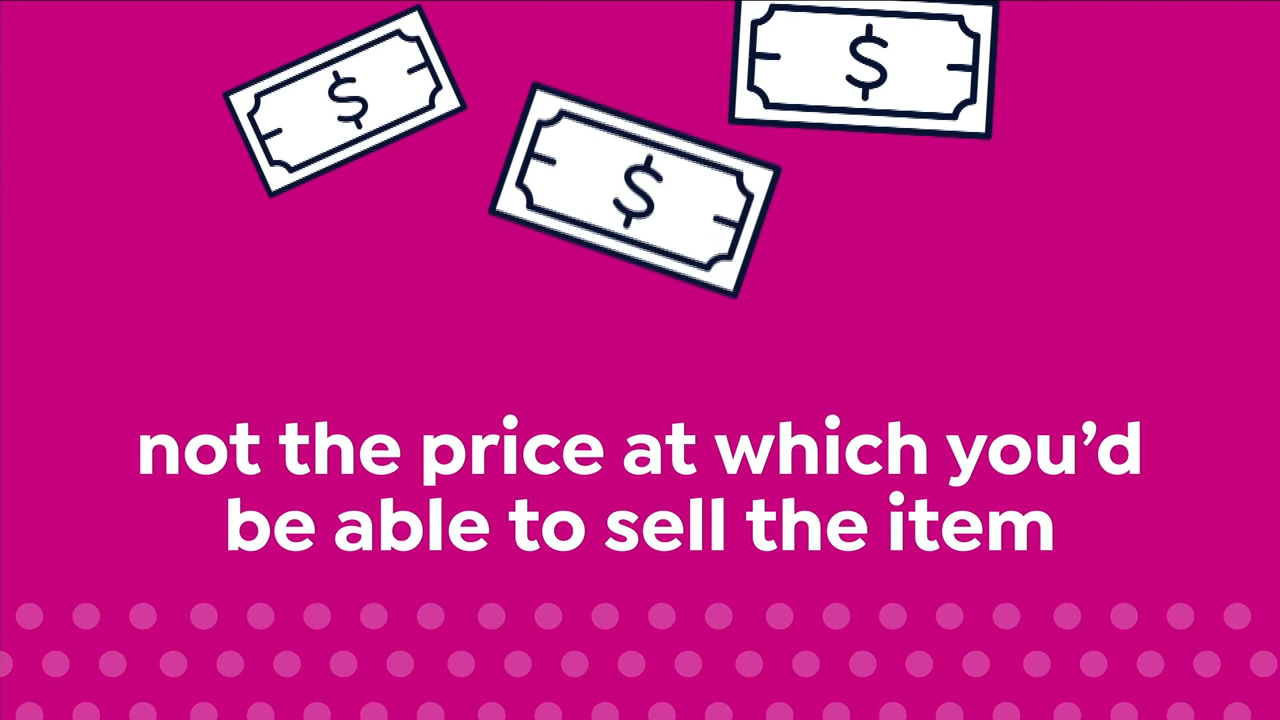 $
$
$
not the price at which you’d
be able to sell the item